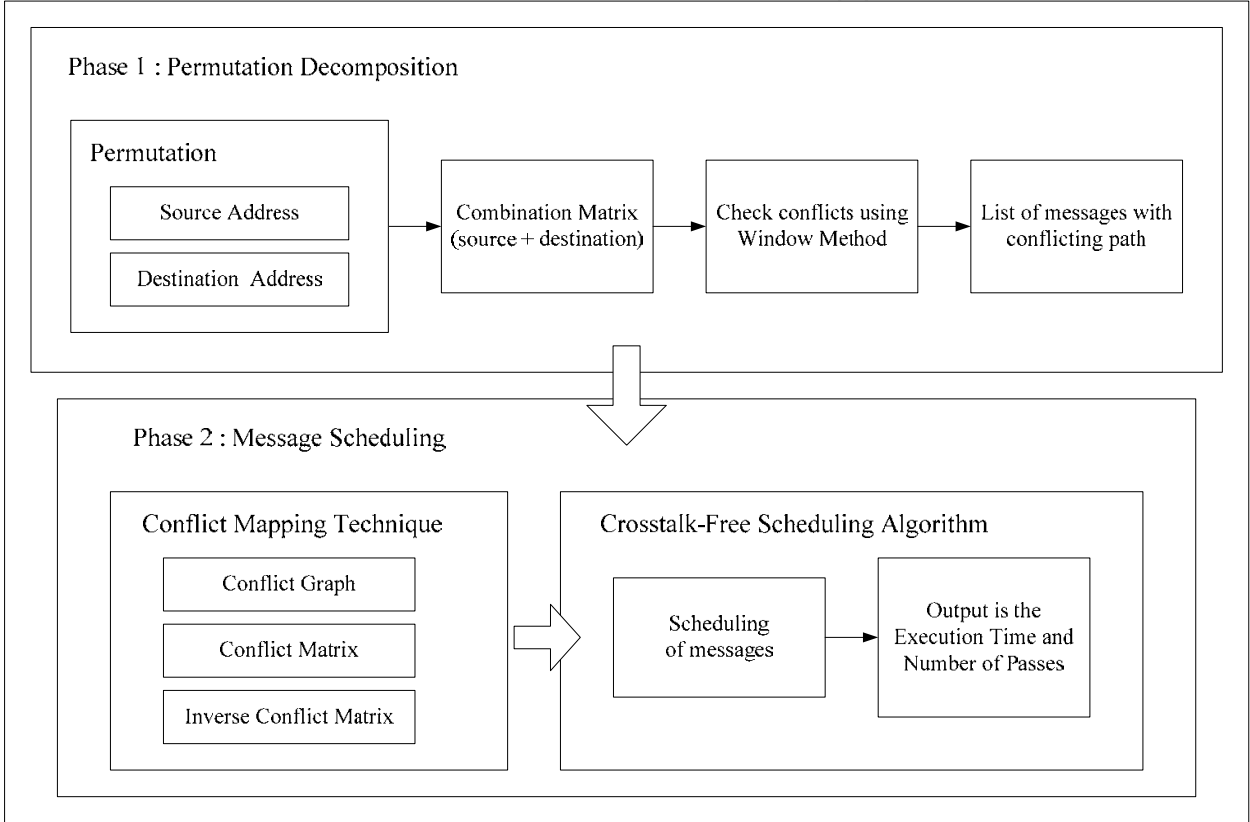 Phase 1 : Permutation Decomposition
Permutation
Source Address
Destination Address
Combination Matrix
(source + destination)
Check conflicts using
Window Method
List of messages with
conflicting path
Phase 2 : Message Scheduling
Conflict Mapping Technique
Conflict Graph
Conflict Matrix
Inverse Conflict Matrix
Crosstalk-Free Scheduling Algorithm
Scheduling
of messages
Output is the
Execution Time and
Number of Passes